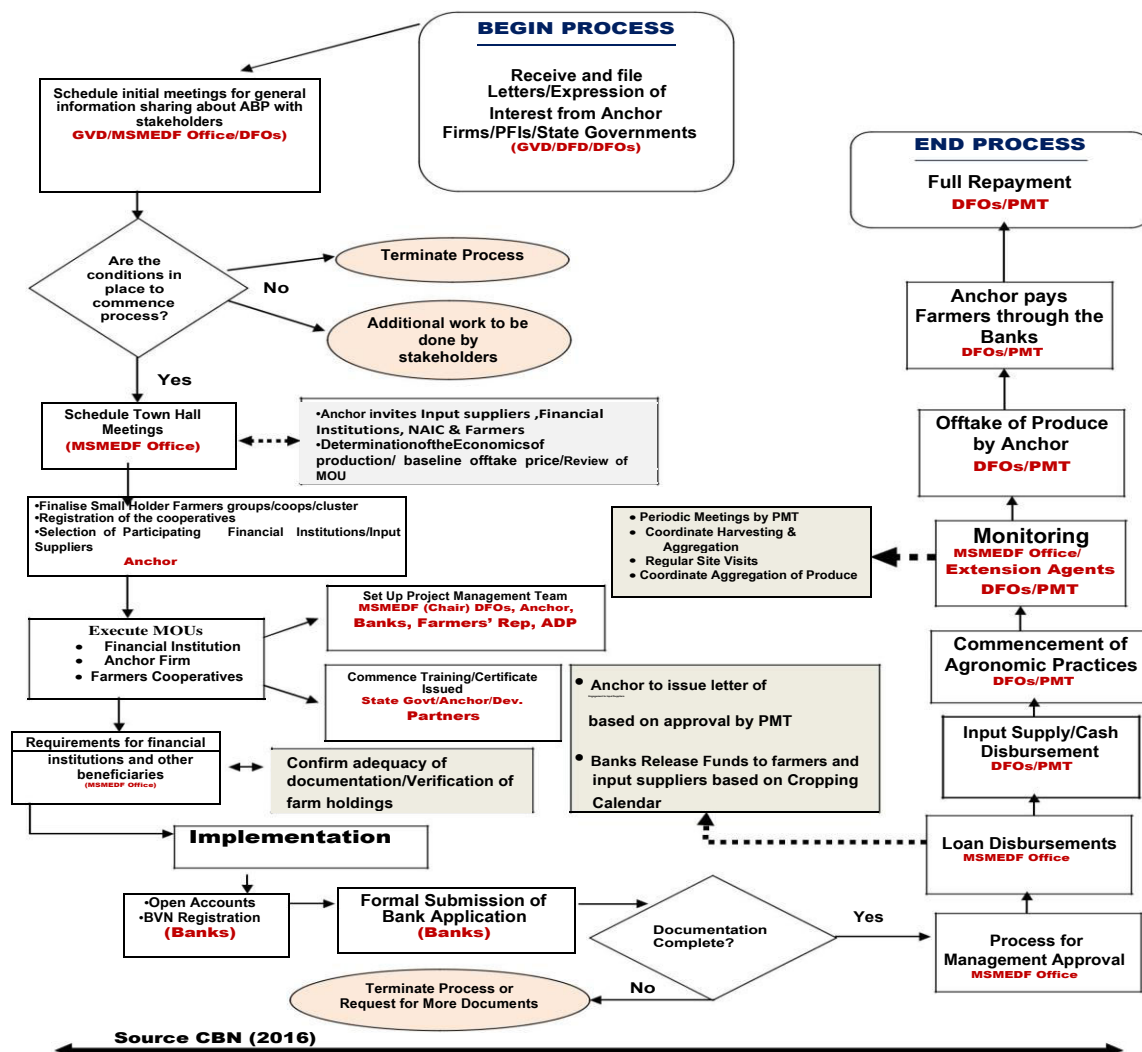 BEGIN PROCESS
Receive and file
Letters/Expression of
Interest from Anchor
Firms/PFIs/State Governments
(GVD/DFD/DFOs)
Schedule initial meetings for general
information sharing about ABP with
stakeholders
GVD/MSMEDF Office/DFOs)
Are the
conditions in
place to
commence
process?
Terminate Process
No
Additional work to be
done by
stakeholders
Yes
Schedule Town Hall
Meetings
(MSMEDF Office)
•Anchor invites Input suppliers ,Financial
Institutions, NAIC & Farmers
•DeterminationoftheEconomicsof
production/ baseline offtake price/Review of
MOU
•Finalise Small Holder Farmers groups/coops/cluster
•Registration of the cooperatives
•Selection of Participating Financial Institutions/Input
Suppliers
Anchor
Execute MOUs
• Financial Institution
• Anchor Firm
• Farmers Cooperatives
Set Up Project Management Team
MSMEDF (Chair) DFOs, Anchor,
Banks, Farmers' Rep, ADP
Commence Training/Certificate
Issued
State Govt/Anchor/Dev.
Partners
Requirements for financial
institutions and other
beneficiaries
(MSMEDF Office)
Confirm adequacy of
documentation/Verification of
farm holdings
Implementation
•Open Accounts
•BVN Registration
(Banks)
Formal Submission of
Bank Application
(Banks)
Documentation
Complete?
No
Terminate Process or
Request for More Documents
Yes
Process for
Management Approval
MSMEDF Office
Loan Disbursements
MSMEDF Office
• Anchor to issue letter of
based on approval by PMT
• Banks Release Funds to farmers and
input suppliers based on Cropping
Calendar
Input Supply/Cash
Disbursement
DFOs/PMT
Commencement of
Agronomic Practices
DFOs/PMT
Monitoring
MSMEDF Office/
Extension Agents
DFOs/PMT
• Periodic Meetings by PMT
• Coordinate Harvesting &
Aggregation
• Regular Site Visits
• Coordinate Aggregation of Produce
Offtake of Produce
by Anchor
DFOs/PMT
Anchor pays
Farmers through the
Banks
DFOs/PMT
END PROCESS
Full Repayment
DFOs/PMT
Source CBN (2016)